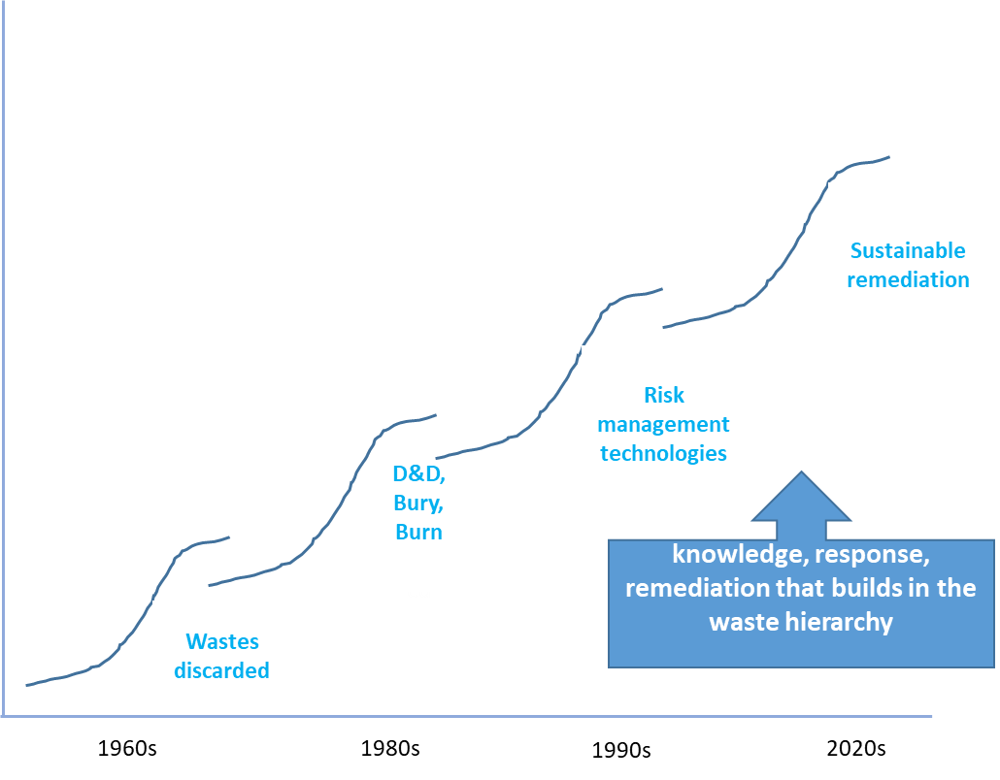 Sustainable
remediation
Risk
management
technologies
D&D,
Bury,
Burn
knowledge, response,
remediation that builds in the
waste hierarchy
Wastes
discarded
1960s
1980s
1990s
2020s